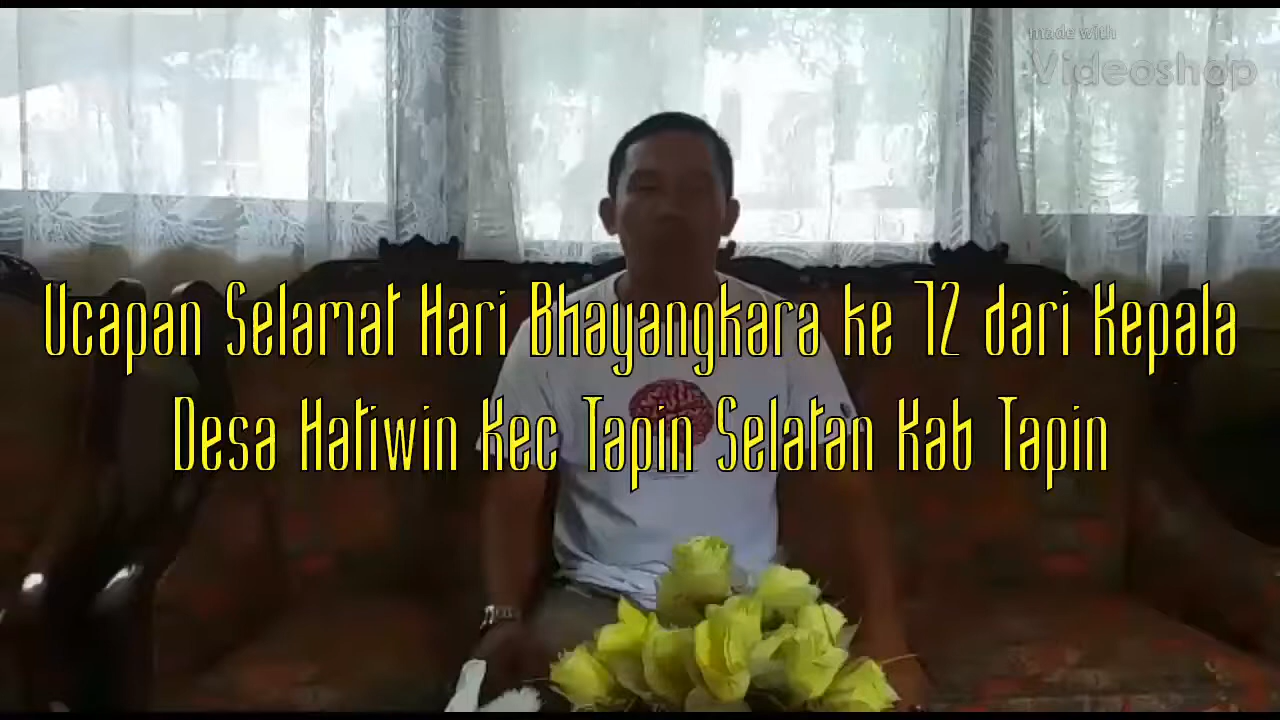 made with
Videoshop
Ucapan Selamat Hari Bhayangkara ke 72 dari Kepala
Desa Hatiwin Kec Tapin Selatan Kab Tapin